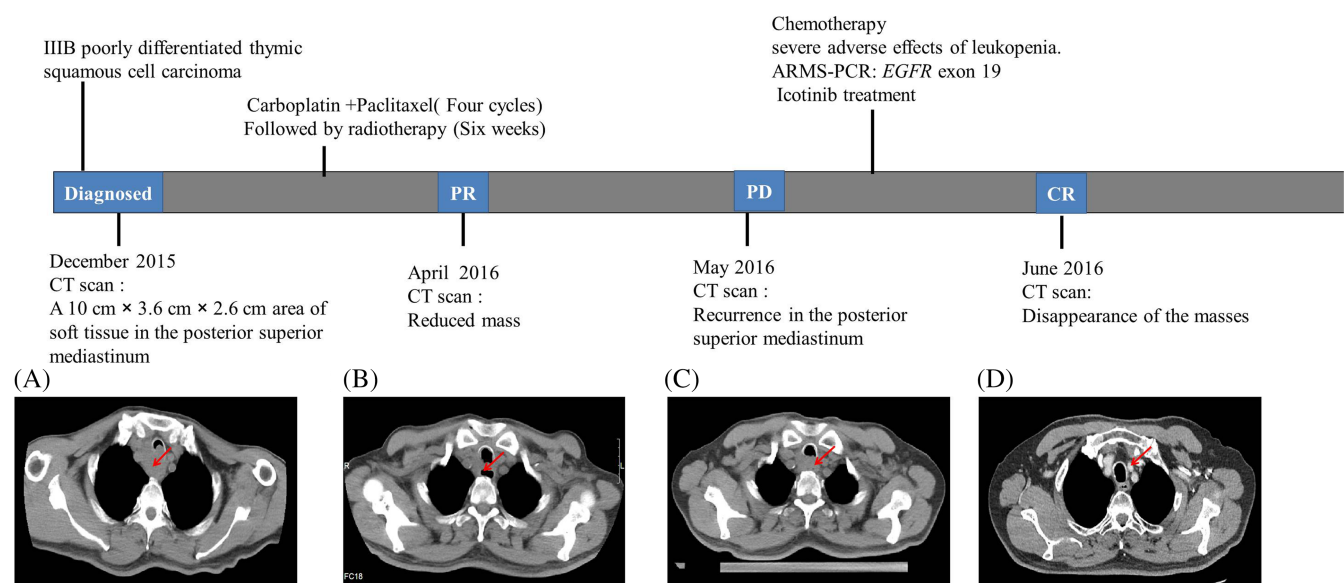 IIIB poorly differentiated thymic
squamous cell carcinoma
Carboplatin +Paclitaxel( Four cycles)
Followed by radiotherapy (Six weeks)
Chemotherapy
severe adverse effects of leukopenia.
ARMS-PCR: EGFR exon 19
Icotinib treatment
Diagnosed
PR
PD
CR
December 2015
CT scan :
A 10 cm × 3.6 cm × 2.6 cm area of
soft tissue in the posterior superior
mediastinum
April 2016
CT scan :
Reduced mass
May 2016
CT scan :
Recurrence in the posterior
superior mediastinum
June 2016
CT scan:
Disappearance of the masses
(A)
(B)
(C)
(D)
R
L
FC18